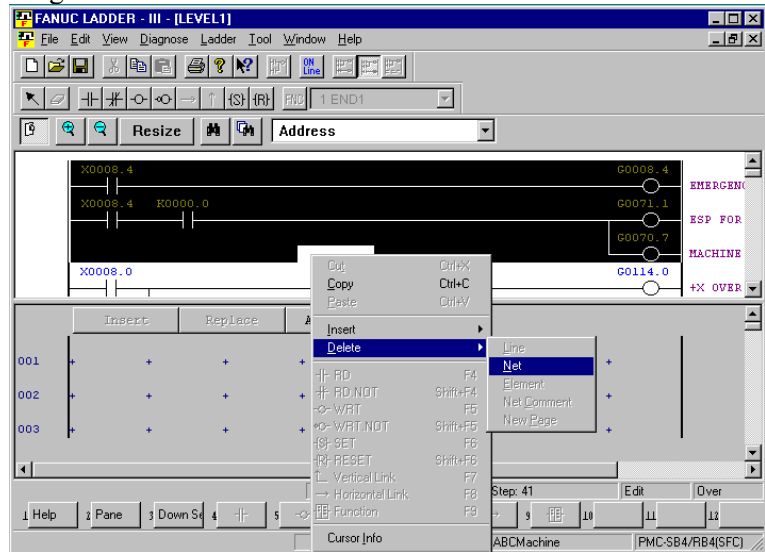 FANUC LADDER - III - [LEVEL1]
File Edit View Diagnose Ladder Tool Window Help
ON Line
{S} {R} FNC 1 END1
Resize Address
X0008.4 G0008.4
EMERGEN
X0008.4 K0000.0 G0071.1
ESP FOR
G0070.7
MACHINE
X0008.0 G0114.0
+X OVER
Cut Ctrl+X
Copy Ctrl+C
Paste Ctrl+V
Insert Replace A
Insert
Delete
Line
Net
Element
Net Comment
New Page
001
002
003
RD F4
RD.NOT Shift+F4
WRT F5
WRT.NOT Shift+F5
{S} SET F6
{R} RESET Shift+F6
Vertical Link F7
Horizontal Link F8
Function F9
Cursor Info
Step: 41 Edit Over
1 Help 2 Pane 3 Down Se 4 5 9 10 11 12
ABCMachine PMC-SB4/RB4(SFC)